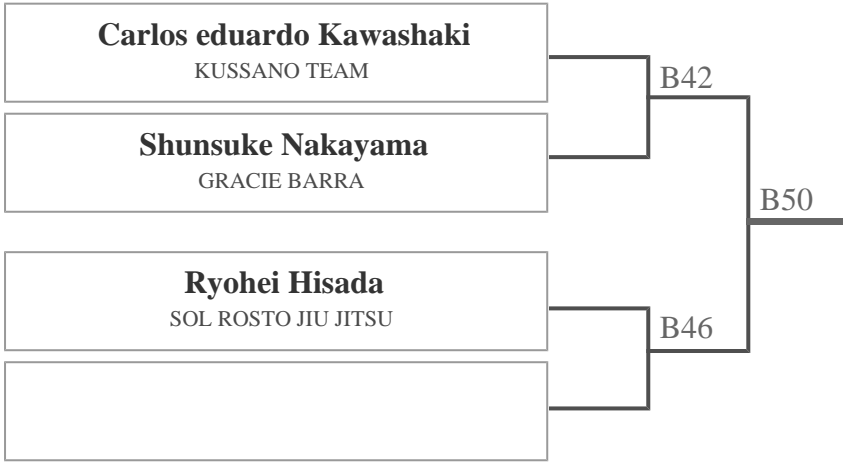 Carlos eduardo Kawashaki
KUSSANO TEAM
B42
Shunsuke Nakayama
GRACIE BARRA
B50
Ryohei Hisada
SOL ROSTO JIU JITSU
B46